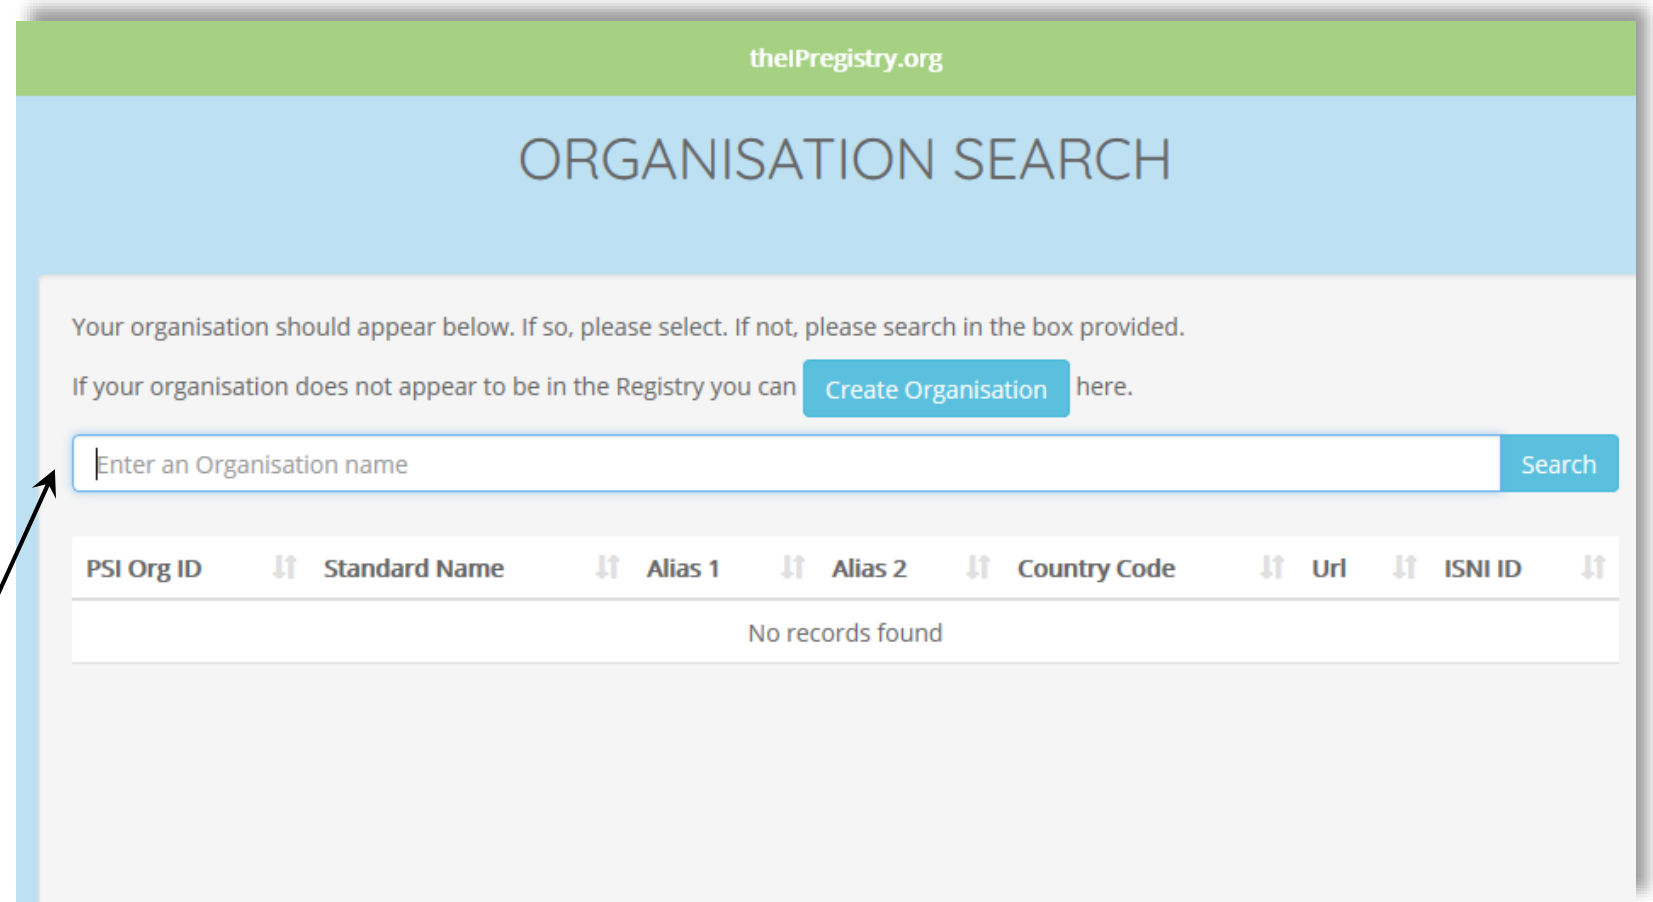 theIPregistry.org
ORGANISATION SEARCH
Your organisation should appear below. If so, please select. If not, please search in the box provided.
If your organisation does not appear to be in the Registry you can Create Organisation here.
Enter an Organisation name Search
PSI Org ID Standard Name Alias 1 Alias 2 Country Code Url ISNI ID
No records found